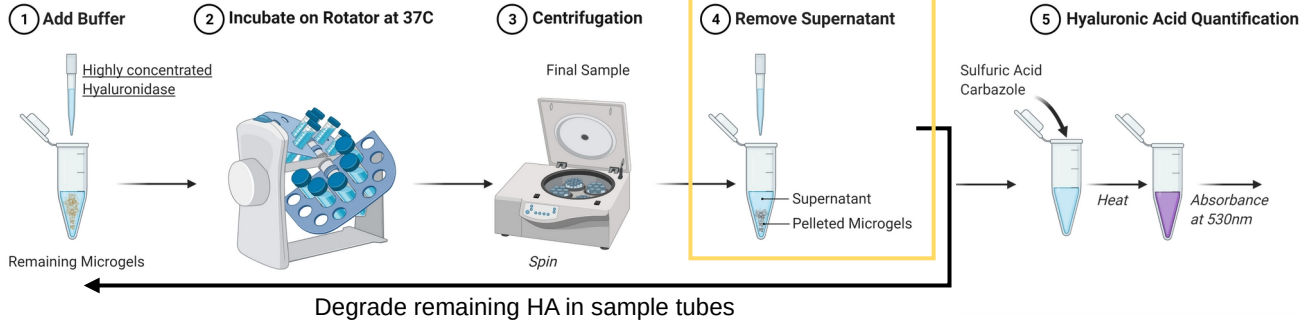 1 Add Buffer
2 Incubate on Rotator at 37C
3 Centrifugation
4 Remove Supernatant
5 Hyaluronic Acid Quantification
Highly concentrated
Hyaluronidase
Final Sample
Sulfuric Acid
Carbazole
Supernatant
Pelleted Microgels
Heat
Absorbance
at 530nm
Remaining Microgels
Spin
Degrade remaining HA in sample tubes